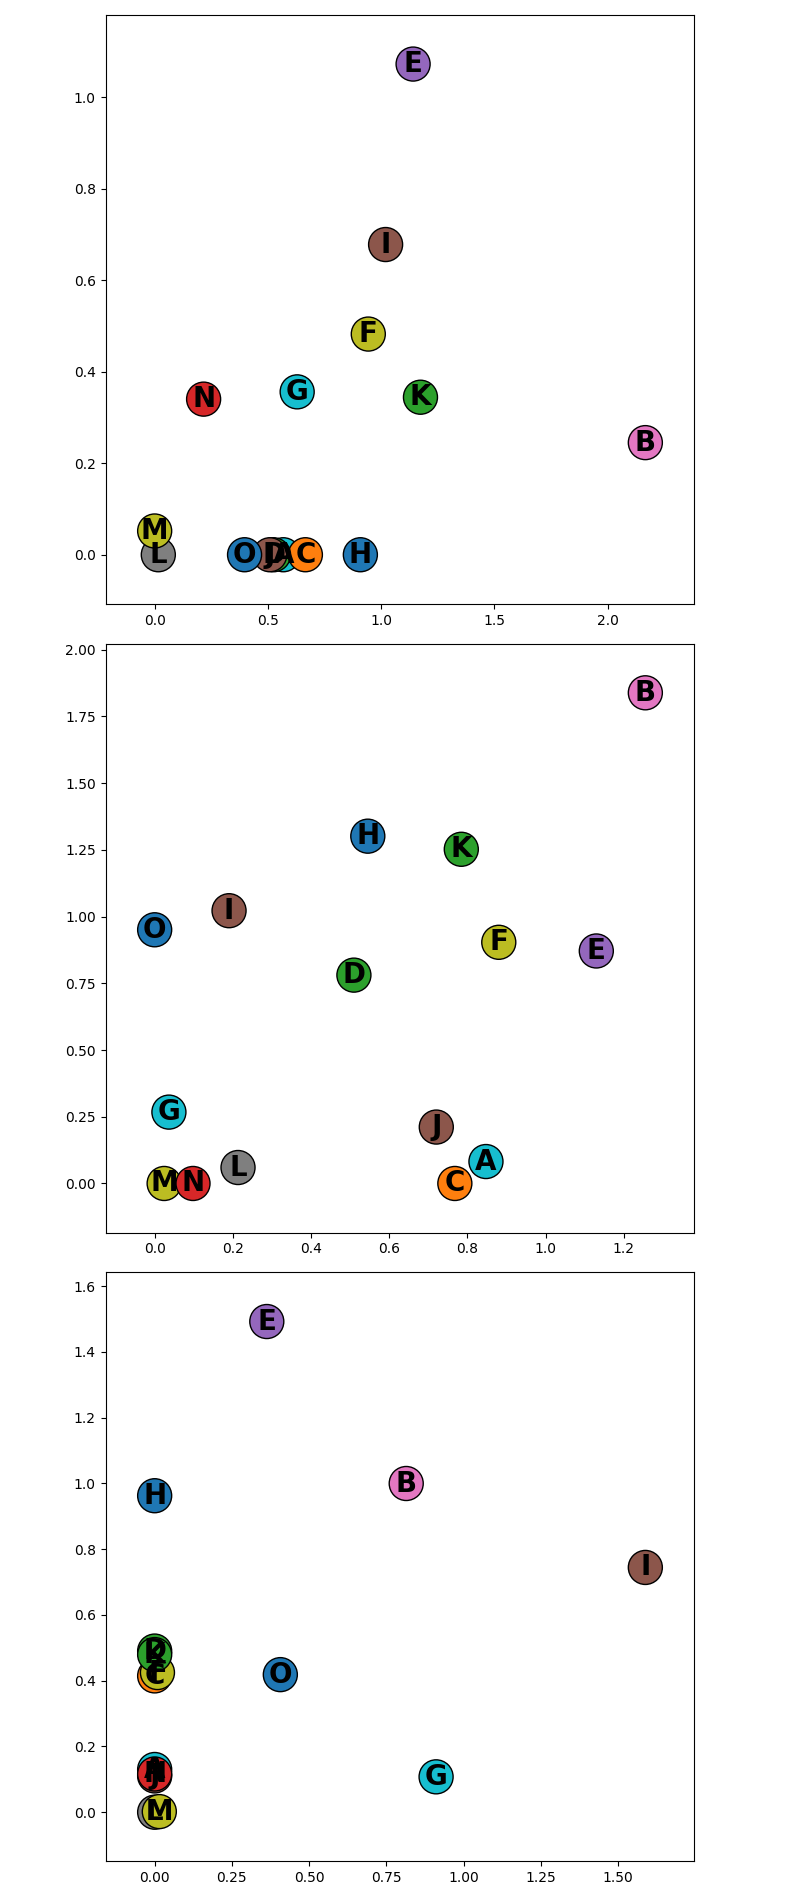 E
1.0
0.8
I
0.6
F
0.4
N G K
B
0.2
M
0.0
L O J D A C H
0.0 0.5 1.0 1.5 2.0
2.00
B
1.75
1.50
H K
1.25
I
1.00
O F E
D
0.75
0.50
G
0.25
J
L A
0.00
M N C
0.0 0.2 0.4 0.6 0.8 1.0 1.2
1.6
E
1.4
1.2
1.0
H B
0.8
I
0.6
D
K
F
0.4
C O
0.2
A
N
J G
0.0
L M
0.00 0.25 0.50 0.75 1.00 1.25 1.50